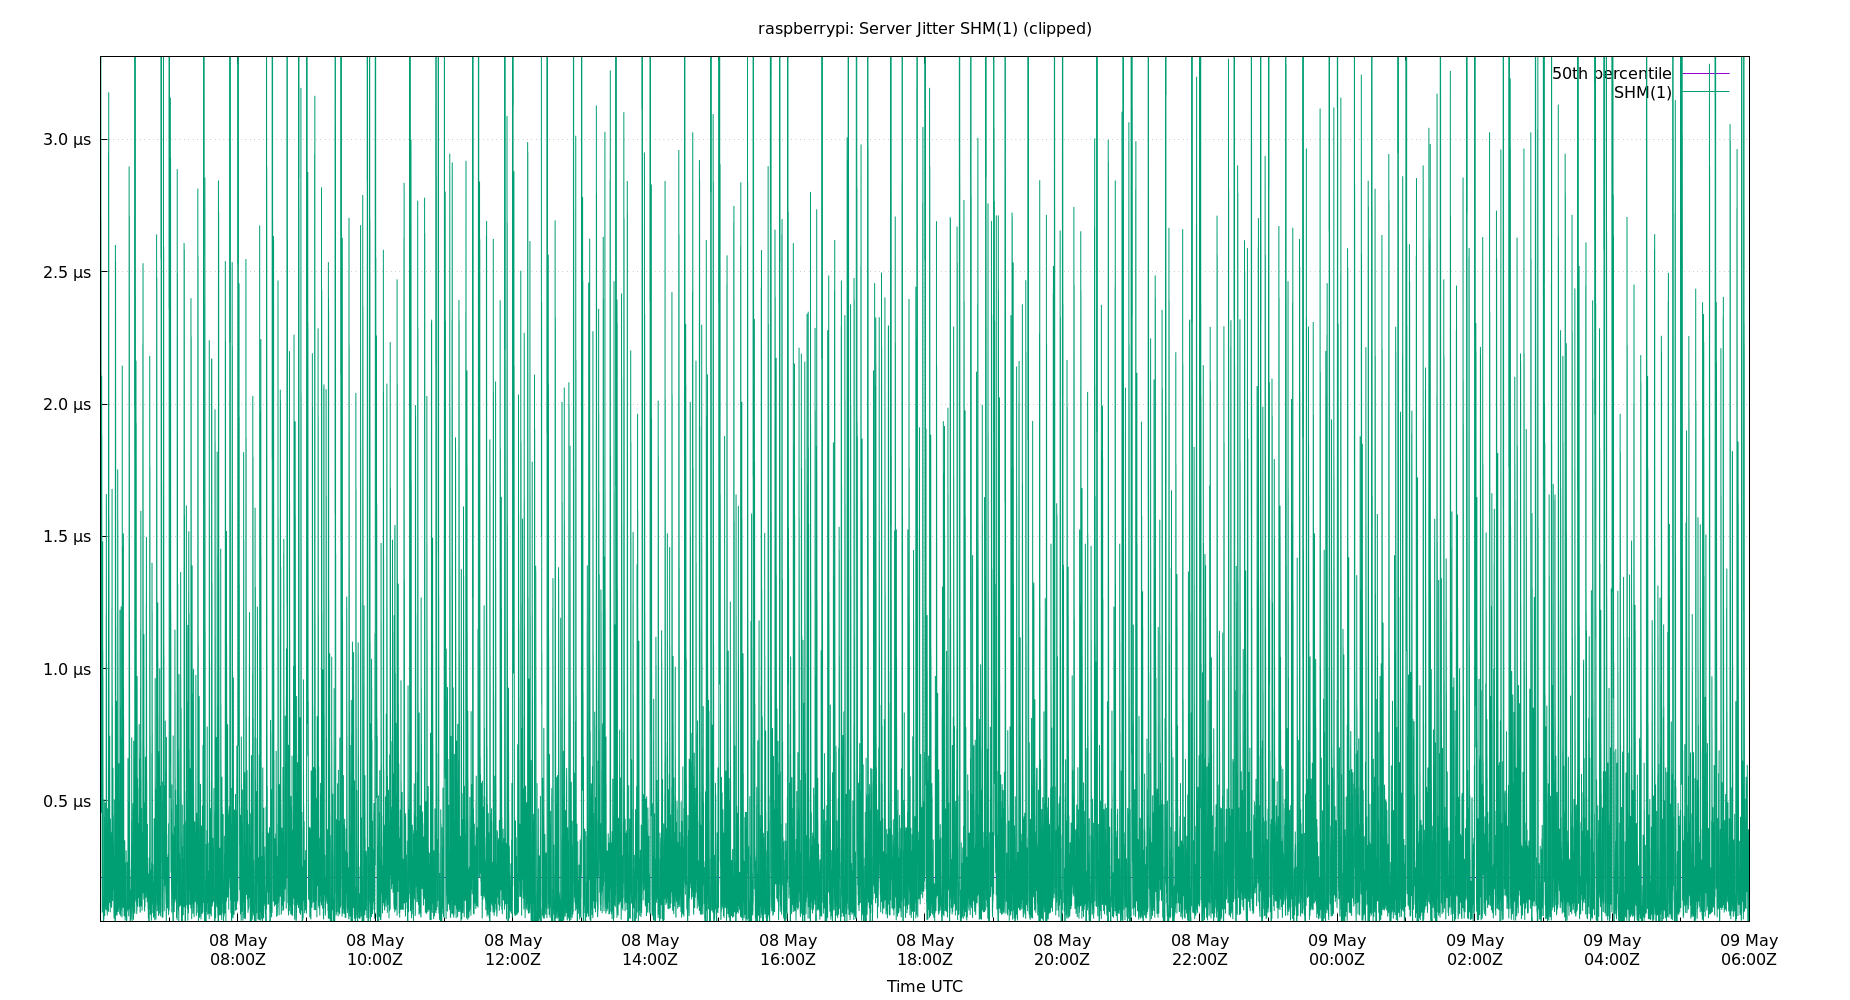 raspberrypi: Server Jitter SHM(1) (clipped)
50th percentile
SHM(1)
3.0 µs
2.5 µs
2.0 µs
1.5 µs
1.0 µs
0.5 µs
08 May 08 May 08 May 08 May 08 May 08 May 08 May 08 May 09 May 09 May 09 May 09 May
08:00Z 10:00Z 12:00Z 14:00Z 16:00Z 18:00Z 20:00Z 22:00Z 00:00Z 02:00Z 04:00Z 06:00Z
Time UTC